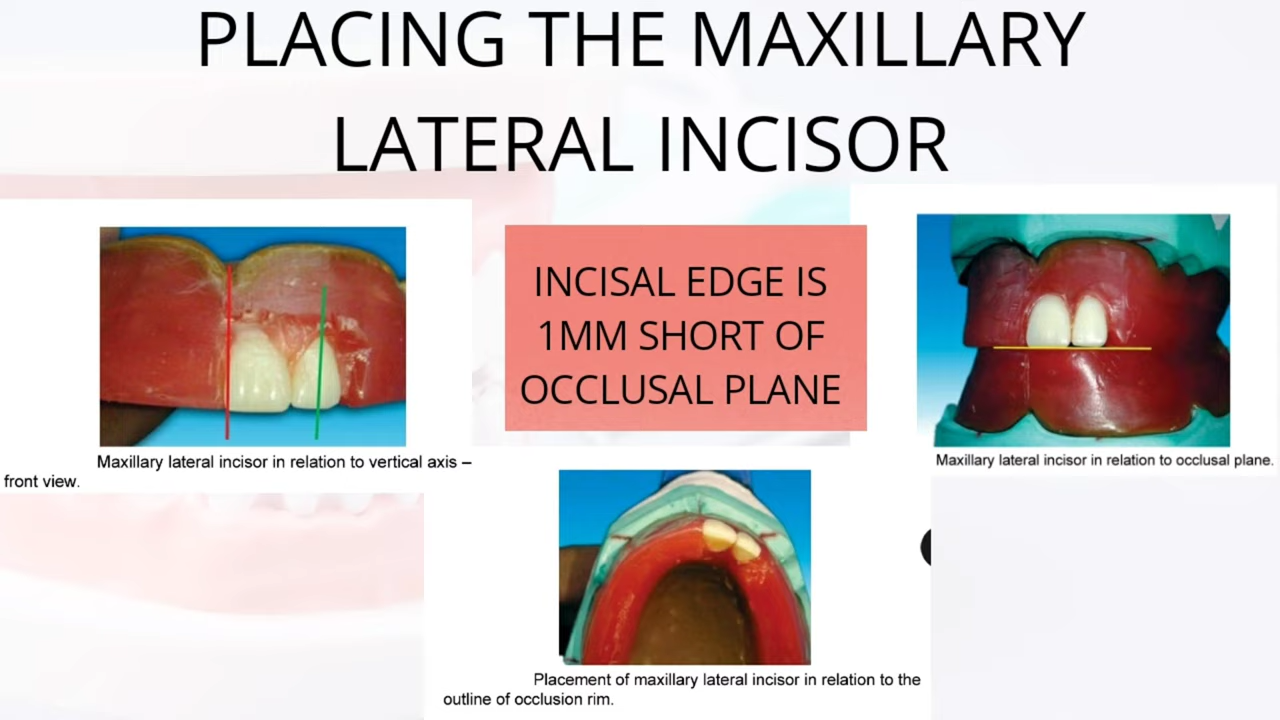 PLACING THE MAXILLARY
LATERAL INCISOR
INCISAL EDGE IS
1MM SHORT OF
OCCLUSAL PLANE
Maxillary lateral incisor in relation to vertical axis –
front view.
Maxillary lateral incisor in relation to occlusal plane.
Placement of maxillary lateral incisor in relation to the
outline of occlusion rim.